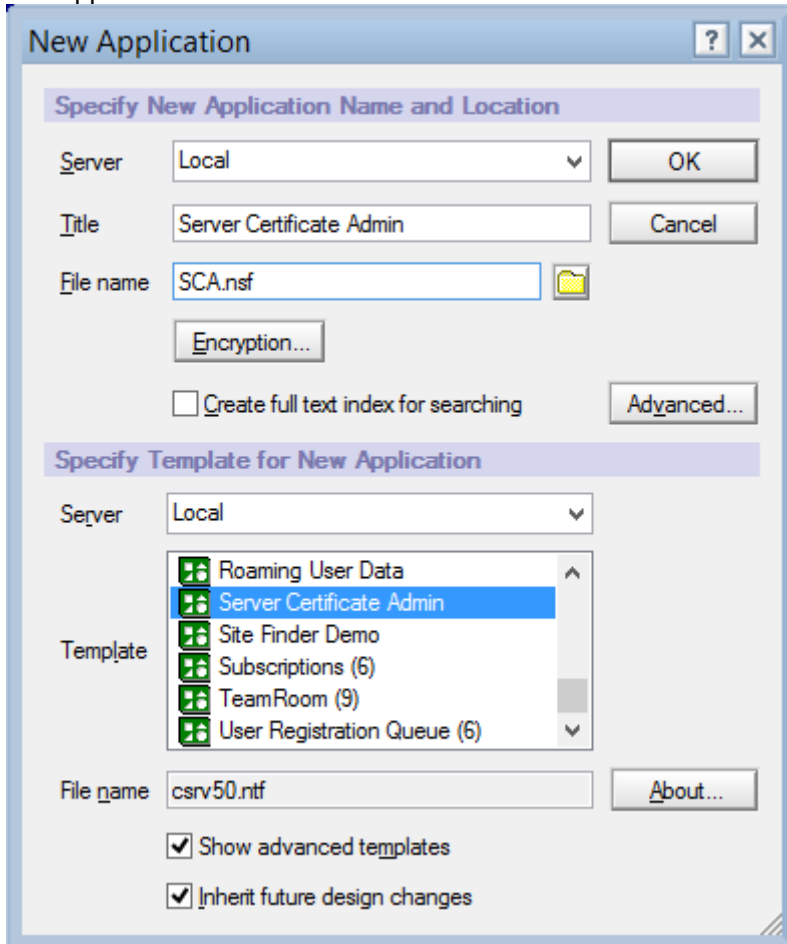 New Application
Specify New Application Name and Location
Server Local OK
Title Server Certificate Admin Cancel
File name SCA.nsf
Encryption...
Create full text index for searching Advanced...
Specify Template for New Application
Server Local
Roaming User Data
Server Certificate Admin
Site Finder Demo
Template
Subscriptions (6)
TeamRoom (9)
User Registration Queue (6)
File name csrv50.ntf About...
Show advanced templates
Inherit future design changes